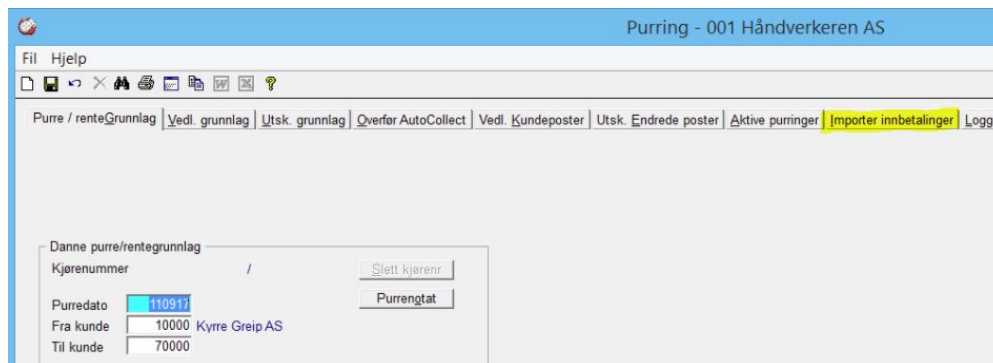 Purring - 001 Håndverkeren AS
Fil Hjelp
Purre / renteGrunnlag Vedl. grunnlag Utsk. grunnlag Overfør AutoCollect Vedl. Kundeposter Utsk. Endrede poster Aktive purringer Importer innbetalinger Logg
Danne purre/rentegrunnlag
Kjørenummer / Slett kjørenr
Purrenotat
Purredato 110917
Fra kunde 10000 Kyrre Greip AS
Til kunde 70000